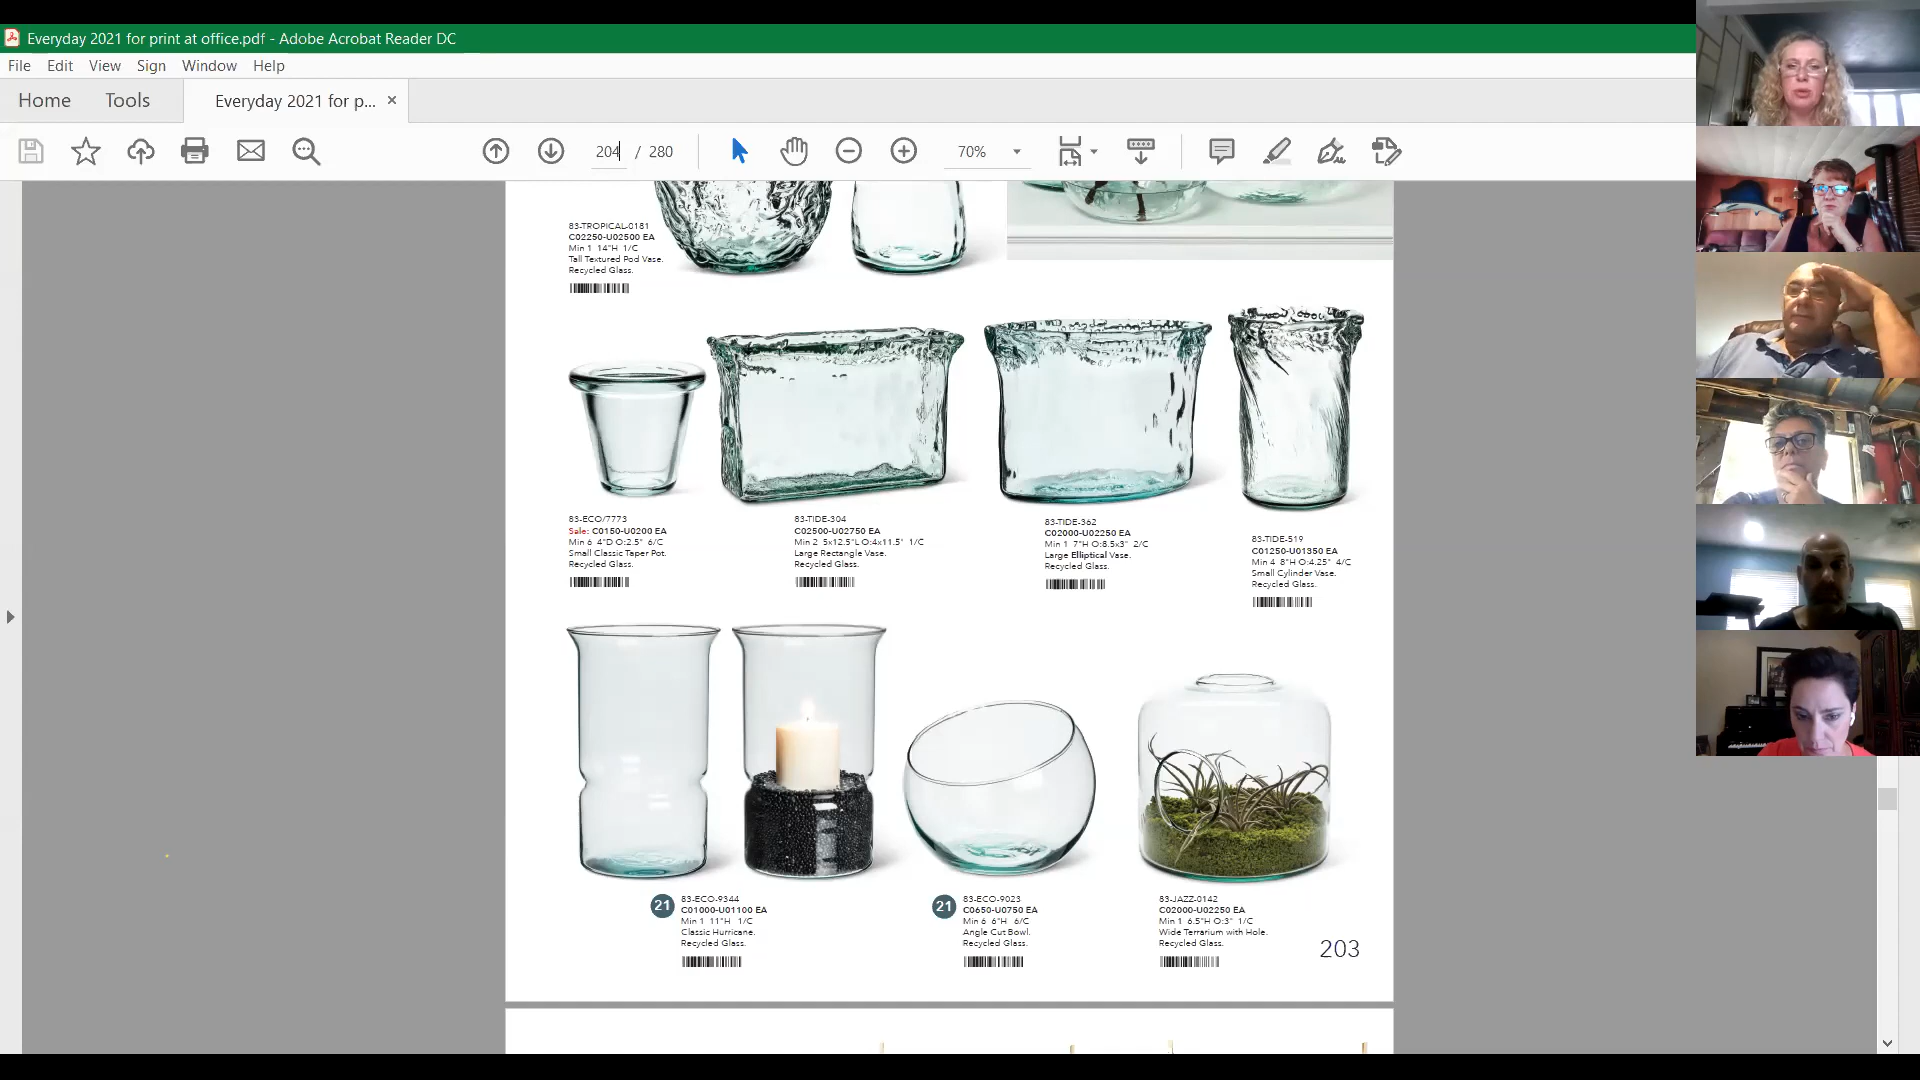 Everyday 2021 for print at office.pdf - Adobe Acrobat Reader DC
File Edit View Sign Window Help
Home Tools Everyday 2021 for p... ×
204 / 280 70%
83-TROPICAL-0181
C02250-U02500 EA
Min 1 14"H 1/C
Tall Textured Pod Vase.
Recycled Glass.
83-ECO/7773
Sale: C0150-U0200 EA
Min 6 4"D O:2.5" 6/C
Small Classic Taper Pot.
Recycled Glass.
83-TIDE-304
C02500-U02750 EA
Min 2 5x12.5"L O:4x11.5" 1/C
Large Rectangle Vase.
Recycled Glass.
83-TIDE-362
C02000-U02250 EA
Min 1 7"H O:8.5x3" 2/C
Large Elliptical Vase.
Recycled Glass.
83-TIDE-519
C01250-U01350 EA
Min 4 8"H O:4.25" 4/C
Small Cylinder Vase.
Recycled Glass.
21
83-ECO-9344
C01000-U01100 EA
Min 1 11"H 1/C
Classic Hurricane.
Recycled Glass.
21
83-ECO-9023
C0650-U0750 EA
Min 6 6"H 6/C
Angle Cut Bowl.
Recycled Glass.
83-JAZZ-0142
C02000-U02250 EA
Min 1 6.5"H O:3" 1/C
Wide Terrarium with Hole.
Recycled Glass.
203